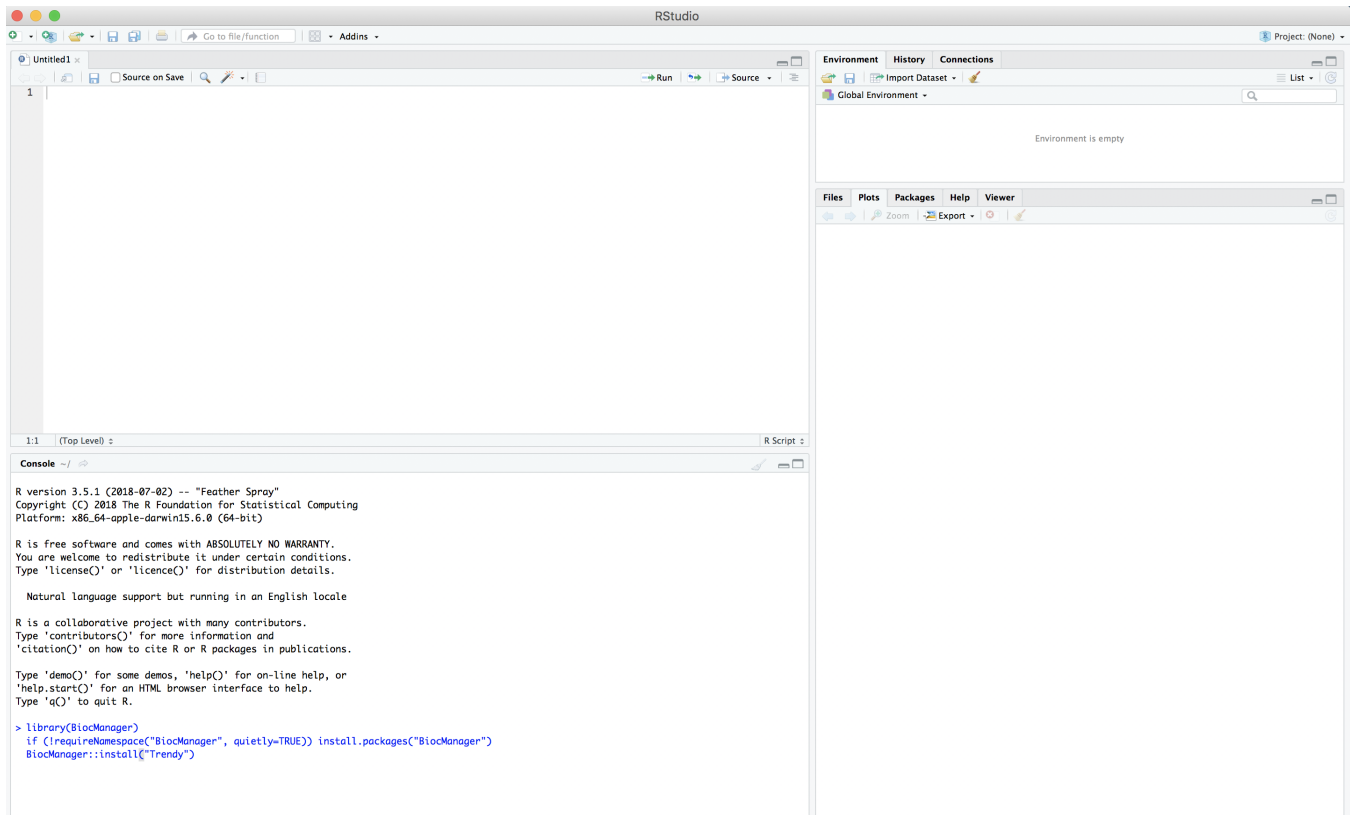 RStudio
Go to file/function
Addins
Project: (None)
Untitled1
Source on Save
Run
Source
1
1:1 (Top Level)
R Script
Console ~/
R version 3.5.1 (2018-07-02) -- "Feather Spray"
Copyright (C) 2018 The R Foundation for Statistical Computing
Platform: x86_64-apple-darwin15.6.0 (64-bit)
R is free software and comes with ABSOLUTELY NO WARRANTY.
You are welcome to redistribute it under certain conditions.
Type 'license()' or 'licence()' for distribution details.
Natural language support but running in an English locale
R is a collaborative project with many contributors.
Type 'contributors()' for more information and
'citation()' on how to cite R or R packages in publications.
Type 'demo()' for some demos, 'help()' for on-line help, or
'help.start()' for an HTML browser interface to help.
Type 'q()' to quit R.
> library(BiocManager)
if (!requireNamespace("BiocManager", quietly=TRUE)) install.packages("BiocManager")
BiocManager::install("Trendy")
Environment History Connections
Import Dataset
List
Global Environment
Environment is empty
Files Plots Packages Help Viewer
Zoom
Export